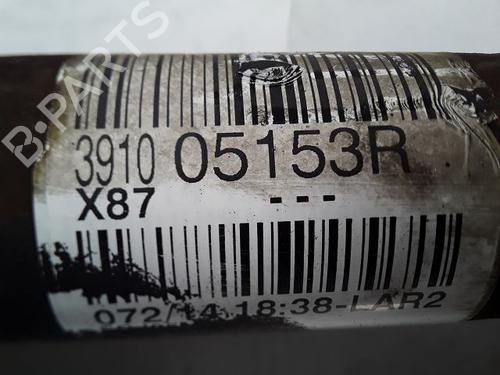 B-PARTS
3910 05153R
X87 ---
072/14 18:38-LAR2